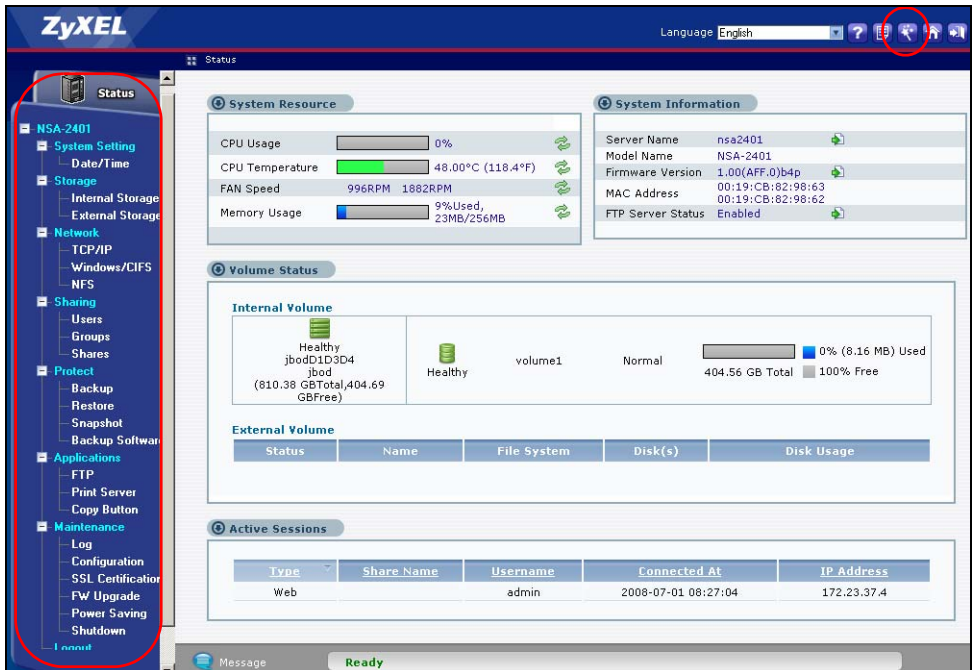 ZyXEL
Language English
Status
Status
NSA-2401
System Setting
Date/Time
Storage
Internal Storage
External Storage
Network
TCP/IP
Windows/CIFS
NFS
Sharing
Users
Groups
Shares
Protect
Backup
Restore
Snapshot
Backup Softwar
Applications
FTP
Print Server
Copy Button
Maintenance
Log
Configuration
SSL Certification
FW Upgrade
Power Saving
Shutdown
Logout
System Resource
CPU Usage 0%
CPU Temperature 48.00°C (118.4°F)
FAN Speed 996RPM 1882RPM
Memory Usage 9%Used,
23MB/256MB
System Information
Server Name nsa2401
Model Name NSA-2401
Firmware Version 1.00(AFF.0)b4p
MAC Address 00:19:CB:82:98:63
00:19:CB:82:98:62
FTP Server Status Enabled
Volume Status
Internal Volume
Healthy
jbodD1D3D4
jbod
(810.38 GBTotal,404.69
GBFree)
Healthy
volume1
Normal
0% (8.16 MB) Used
404.56 GB Total 100% Free
External Volume
Status Name File System Disk(s) Disk Usage
Active Sessions
Type Share Name Username Connected At IP Address
Web admin 2008-07-01 08:27:04 172.23.37.4
Message Ready